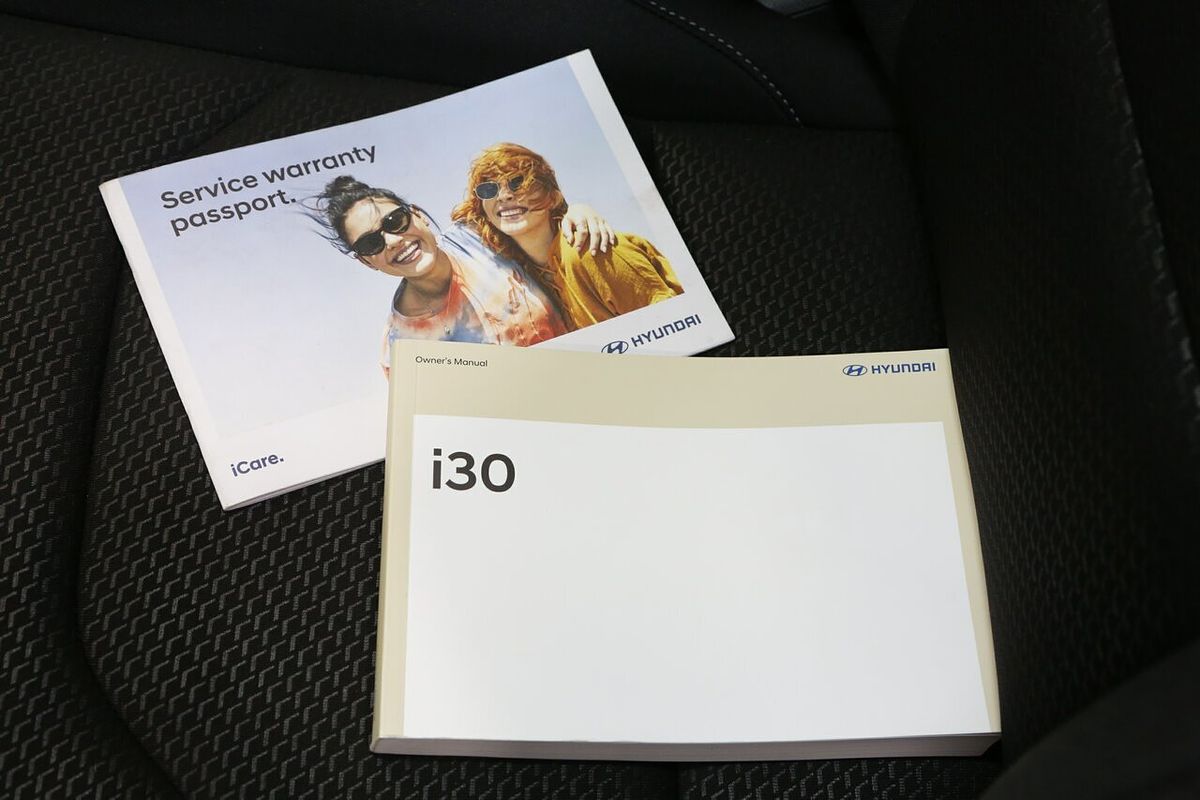 Service warranty
passport.
HYUNDAI
iCare.
Owner's Manual
HYUNDAI
i30